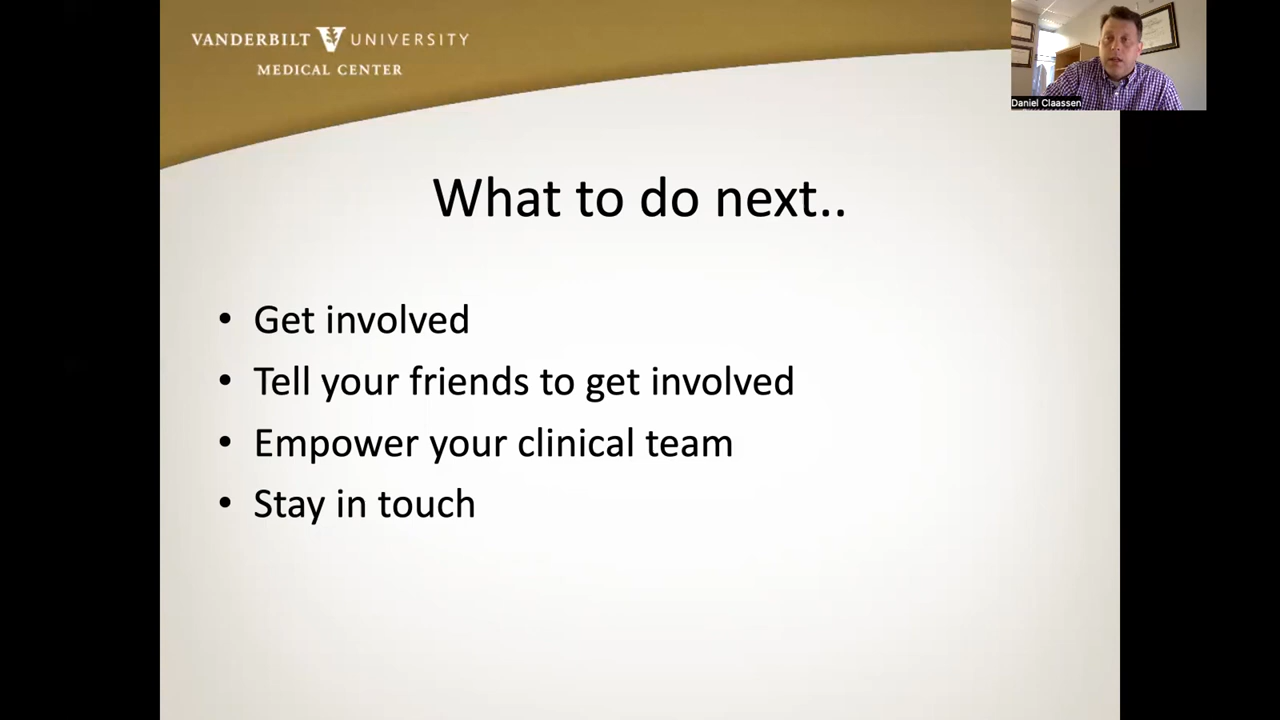 VANDERBILT UNIVERSITY
MEDICAL CENTER
Daniel Claassen
What to do next..
• Get involved
• Tell your friends to get involved
• Empower your clinical team
• Stay in touch